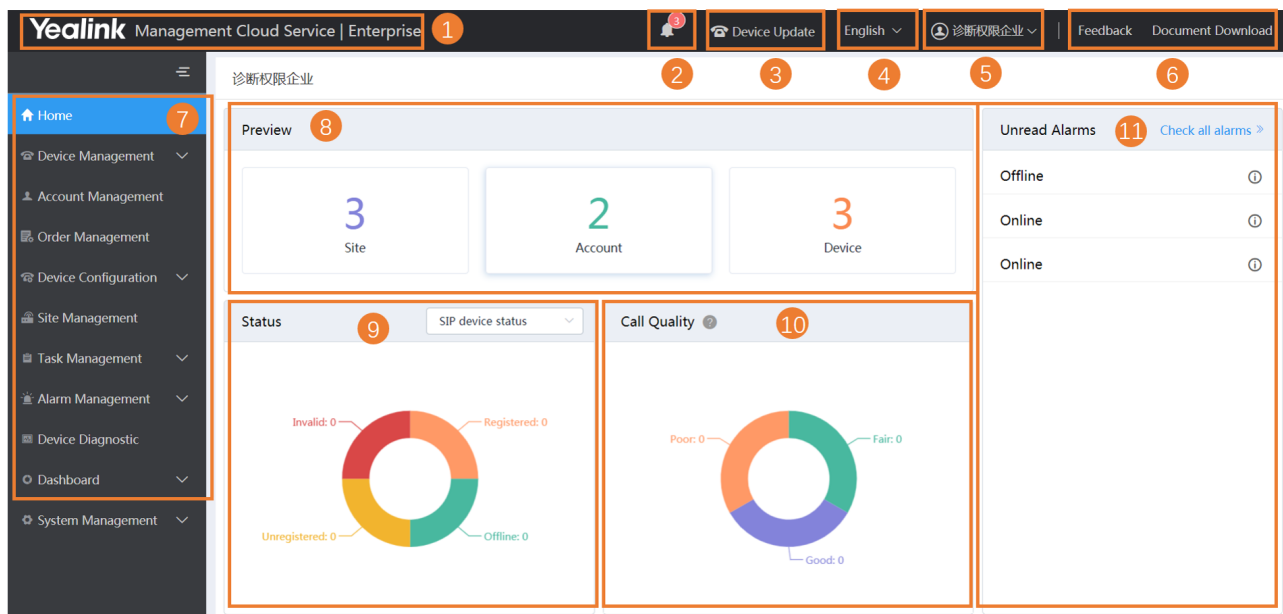 Yealink Management Cloud Service | Enterprise 1
3
Device Update
English
诊断权限企业
Feedback Document Download
2
3
4
5
6
诊断权限企业
Home 7
Device Management
Account Management
Order Management
Device Configuration
Site Management
Task Management
Alarm Management
Device Diagnostic
Dashboard
System Management
Preview 8
3
Site
2
Account
3
Device
Unread Alarms 11 Check all alarms »
Offline
Online
Online
Status 9 SIP device status
Invalid: 0
Registered: 0
Unregistered: 0
Offline: 0
Call Quality ? 10
Poor: 0
Fair: 0
Good: 0